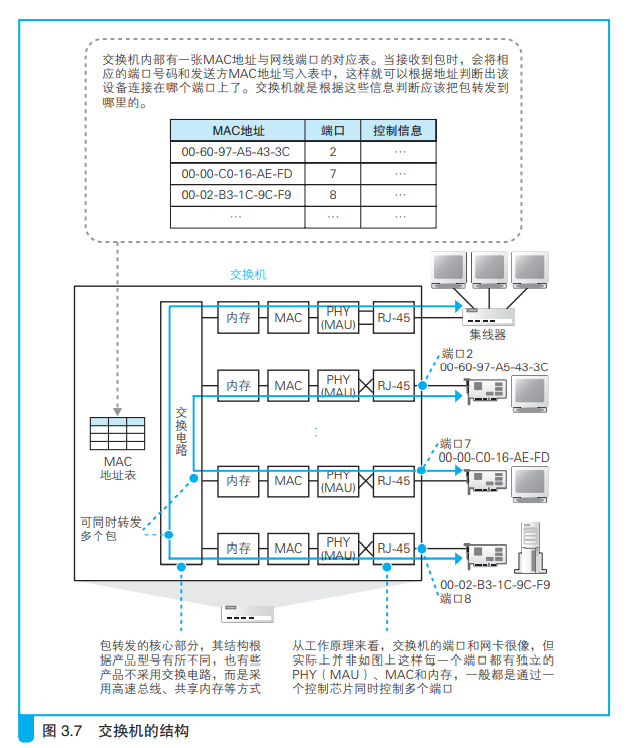 交换机内部有一张MAC地址与网线端口的对应表。当接收到包时，会将相
应的端口号码和发送方MAC地址写入表中，这样就可以根据地址判断出该
设备连接在哪个端口上了。交换机就是根据这些信息判断应该把包转发到
哪里的。
MAC地址 端口 控制信息
00-60-97-A5-43-3C 2 …
00-00-C0-16-AE-FD 7 …
00-02-B3-1C-9C-F9 8 …
… … …
交换机
内存 MAC PHY (MAU) RJ-45
集线器
端口2
00-60-97-A5-43-3C
内存 MAC PHY (MAU) RJ-45
交换电路
⋮
MAC
地址表
端口7
00-00-C0-16-AE-FD
内存 MAC PHY (MAU) RJ-45
可同时转发
多个包
内存 MAC PHY (MAU) RJ-45
00-02-B3-1C-9C-F9
端口8
包转发的核心部分，其结构根
据产品型号有所不同，也有些
产品不采用交换电路，而是采
用高速总线、共享内存等方式
从工作原理来看，交换机的端口和网卡很像，但
实际上并非如图上这样每一个端口都有独立的
PHY（MAU）、MAC和内存，一般都是通过一
个控制芯片同时控制多个端口
图 3.7 交换机的结构